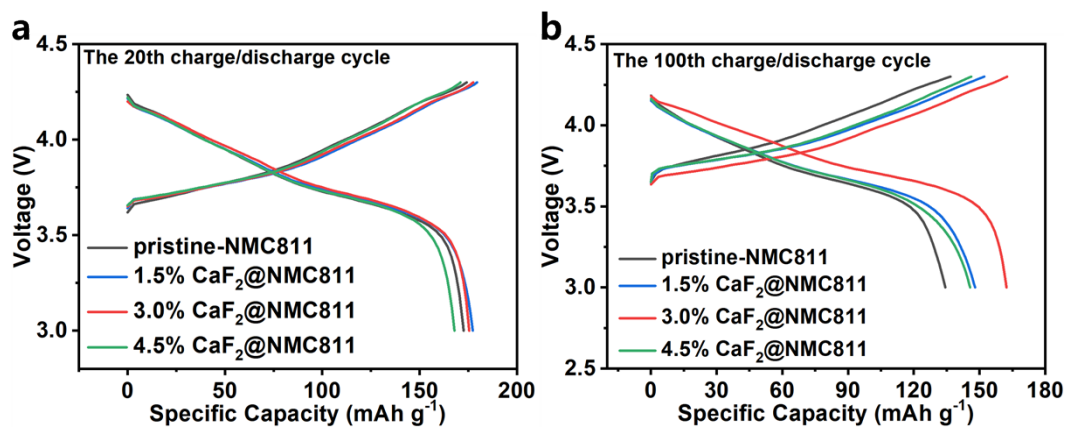 a
The 20th charge/discharge cycle
4.5
4.0
3.5
3.0
Voltage (V)
pristine-NMC811
1.5% CaF₂@NMC811
3.0% CaF₂@NMC811
4.5% CaF₂@NMC811
0 50 100 150 200
Specific Capacity (mAh g⁻¹)
b
The 100th charge/discharge cycle
4.5
4.0
3.5
3.0
2.5
Voltage (V)
pristine-NMC811
1.5% CaF₂@NMC811
3.0% CaF₂@NMC811
4.5% CaF₂@NMC811
0 30 60 90 120 150 180
Specific Capacity (mAh g⁻¹)